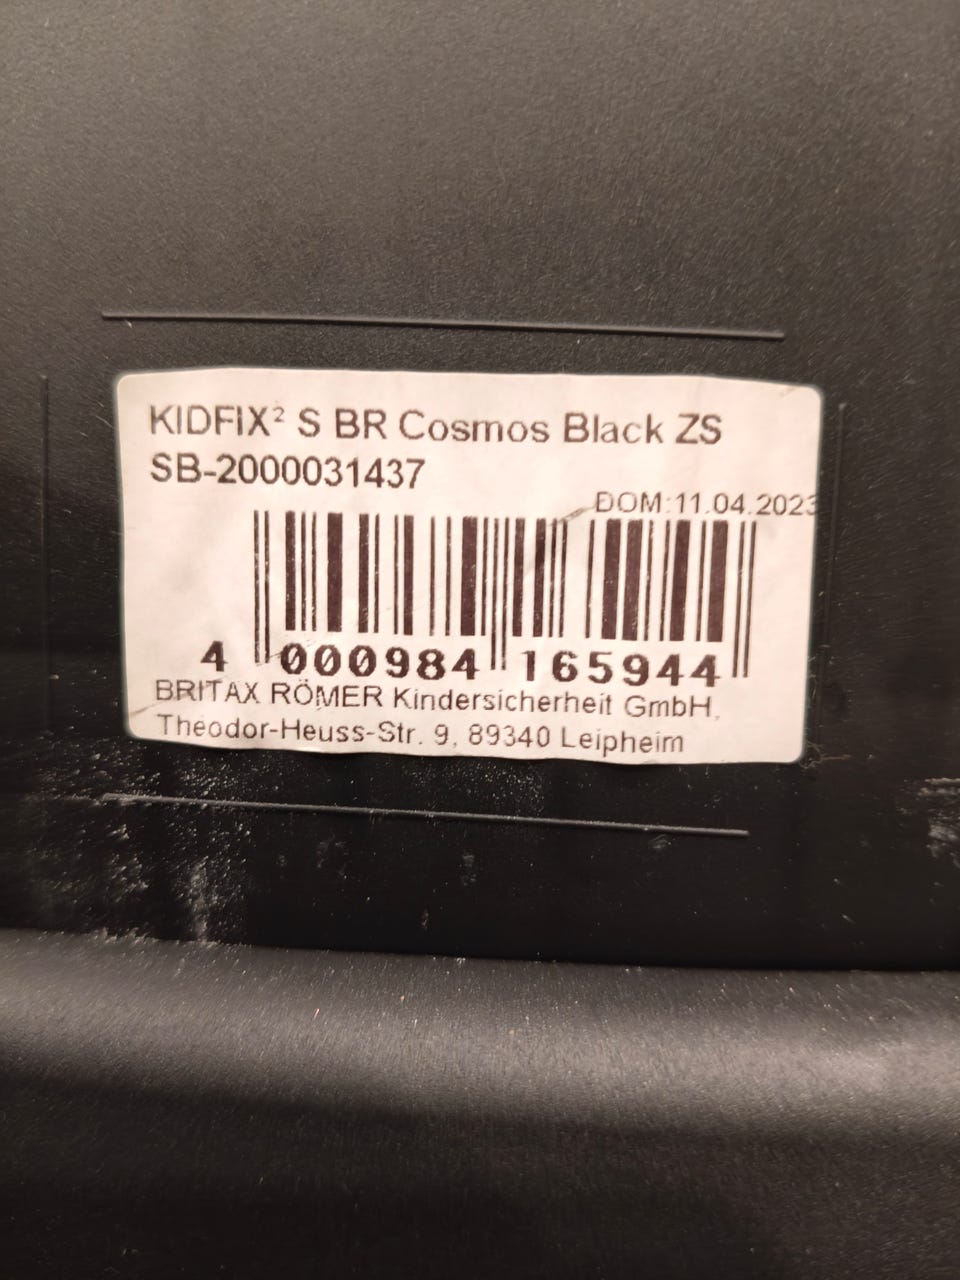 KIDFIX² S BR Cosmos Black ZS
SB-2000031437
DOM:11.04.2023
4 000984 165944
BRITAX RÖMER Kindersicherheit GmbH,
Theodor-Heuss-Str. 9, 89340 Leipheim